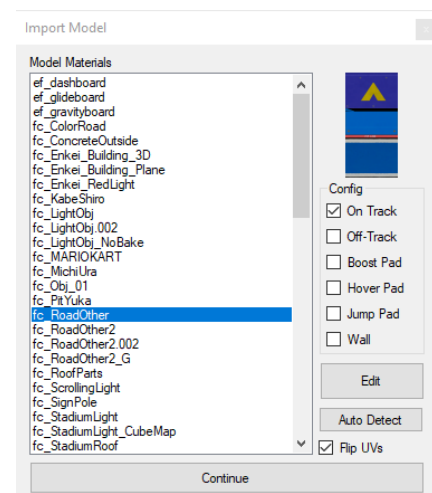 Import Model
x
Model Materials
ef_dashboard
ef_glideboard
ef_gravityboard
fc_ColorRoad
fc_ConcreteOutside
fc_Enkei_Building_3D
fc_Enkei_Building_Plane
fc_Enkei_RedLight
fc_KabeShiro
fc_LightObj
fc_LightObj.002
fc_LightObj_NoBake
fc_MARIOKART
fc_MichiUra
fc_Obj_01
fc_PitYuka
fc_RoadOther
fc_RoadOther2
fc_RoadOther2.002
fc_RoadOther2_G
fc_RoofParts
fc_ScrollingLight
fc_SignPole
fc_StadiumLight
fc_StadiumLight_CubeMap
fc_StadiumRoof
Config
On Track
Off-Track
Boost Pad
Hover Pad
Jump Pad
Wall
Edit
Auto Detect
Flip UVs
Continue